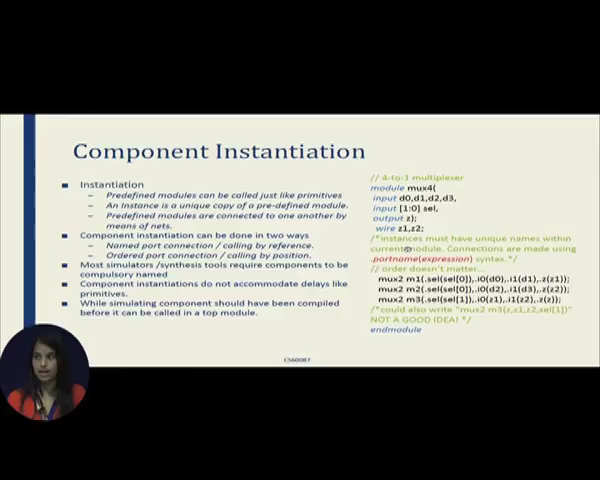 Component Instantiation
Instantiation
– Predefined modules can be called just like primitives
– An Instance is a unique copy of a pre-defined module.
– Predefined modules are connected to one another by
means of nets.
Component instantiation can be done in two ways
– Named port connection / calling by reference.
– Ordered port connection / calling by position.
Most simulators /synthesis tools require components to be
compulsory named
Component instantiations do not accommodate delays like
primitives.
While simulating component should have been compiled
before it can be called in a top module.
// 4-to-1 multiplexer
module mux4(
input d0,d1,d2,d3,
input [1:0] sel,
output z);
wire z1,z2;
/*instances must have unique names within
current module. Connections are made using
.portname(expression) syntax.*/
// order doesn't matter...
mux2 m1(.sel(sel[0]),.i0(d0),.i1(d1),.z(z1));
mux2 m2(.sel(sel[0]),.i0(d2),.i1(d3),.z(z2));
mux2 m3(.sel(sel[1]),.i0(z1),.i1(z2),.z(z));
/*could also write "mux2 m3(z,z1,z2,sel[1])"
NOT A GOOD IDEA! */
endmodule
CS60087